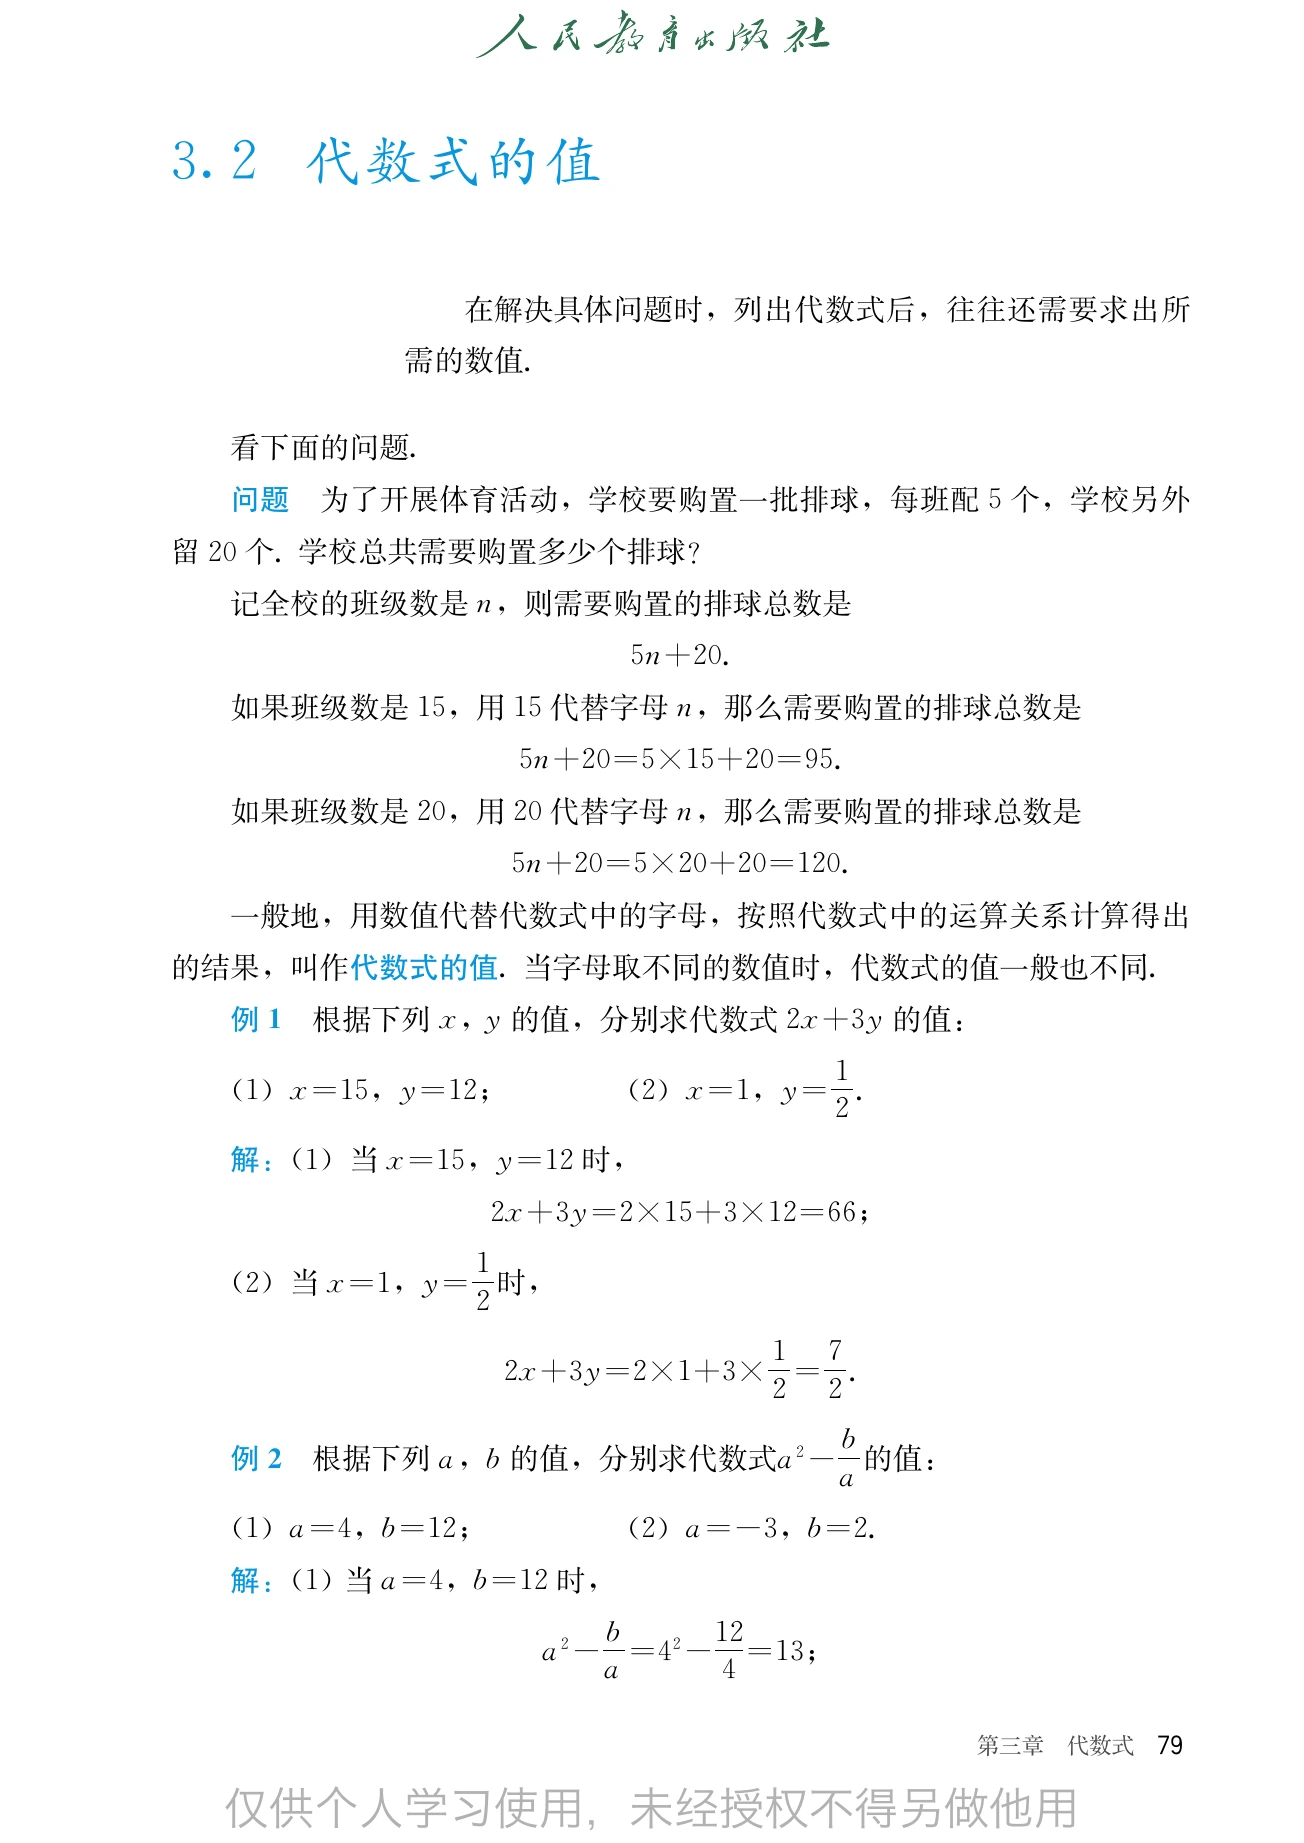 人民教育出版社
3.2 代数式的值
在解决具体问题时，列出代数式后，往往还需要求出所
需的数值.
看下面的问题.
问题 为了开展体育活动，学校要购置一批排球，每班配 5 个，学校另外
留 20 个. 学校总共需要购置多少个排球？
记全校的班级数是 n，则需要购置的排球总数是
5n+20.
如果班级数是 15，用 15 代替字母 n，那么需要购置的排球总数是
5n+20=5×15+20=95.
如果班级数是 20，用 20 代替字母 n，那么需要购置的排球总数是
5n+20=5×20+20=120.
一般地，用数值代替代数式中的字母，按照代数式中的运算关系计算得出
的结果，叫作代数式的值. 当字母取不同的数值时，代数式的值一般也不同.
例 1 根据下列 x，y 的值，分别求代数式 2x+3y 的值：
（1）x=15，y=12； （2）x=1，y=1/2.
解：（1）当 x=15，y=12 时，
2x+3y=2×15+3×12=66；
（2）当 x=1，y=1/2时，
2x+3y=2×1+3×1/2=7/2.
例 2 根据下列 a，b 的值，分别求代数式a²-b/a的值：
（1）a=4，b=12； （2）a=-3，b=2.
解：（1）当 a=4，b=12 时，
a²-b/a=4²-12/4=13；
第三章 代数式 79
仅供个人学习使用，未经授权不得另做他用